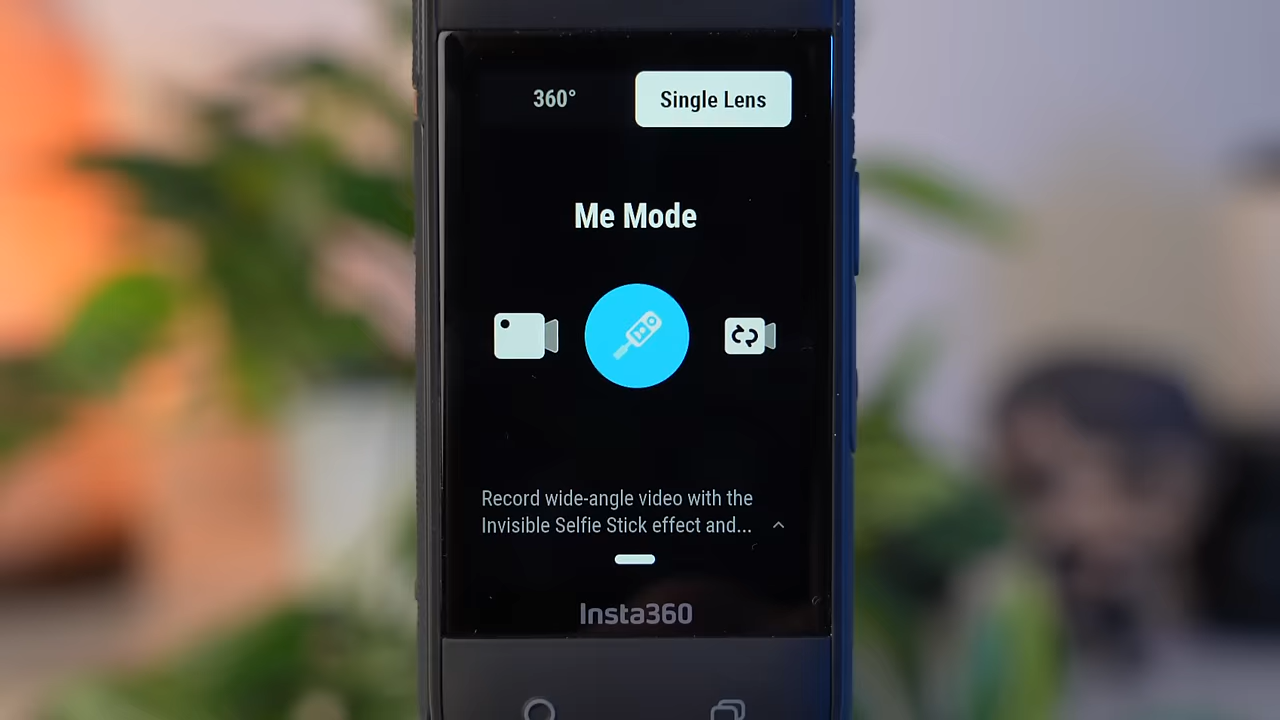 360°
Single Lens
Me Mode
Record wide-angle video with the
Invisible Selfie Stick effect and...
Insta360